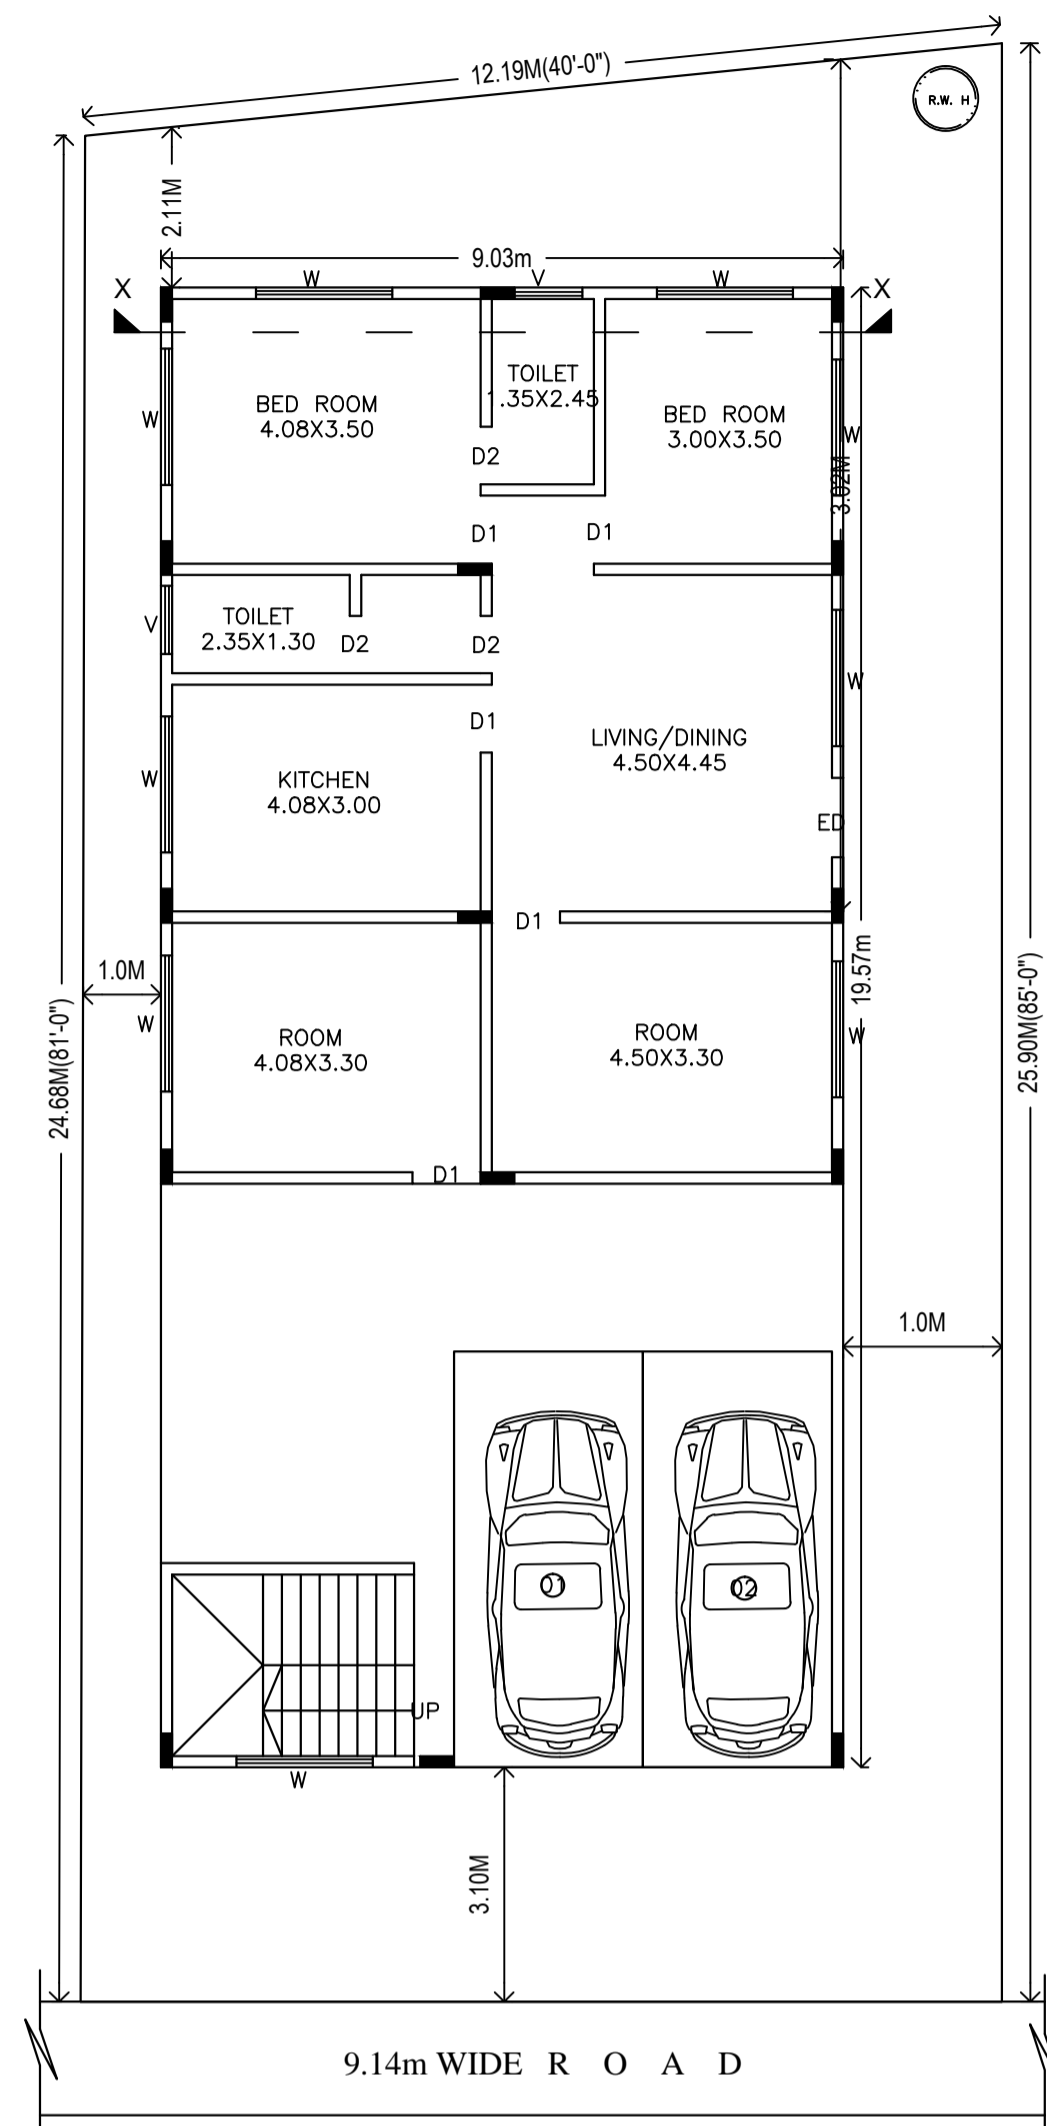 12.19M(40'-0")
R.W. H
2.11M
9.03m
W
V
W
X
X
TOILET
1.35X2.45
BED ROOM
4.08X3.50
BED ROOM
3.00X3.50
W
W
D2
3.02M
D1
D1
TOILET
2.35X1.30
V
D2
D2
W
D1
LIVING/DINING
4.50X4.45
KITCHEN
4.08X3.00
W
ED
D1
1.0M
19.57m
W
ROOM
4.08X3.30
ROOM
4.50X3.30
W
24.68M(81'-0")
25.90M(85'-0")
D1
1.0M
01
02
UP
W
3.10M
9.14m WIDE R O A D